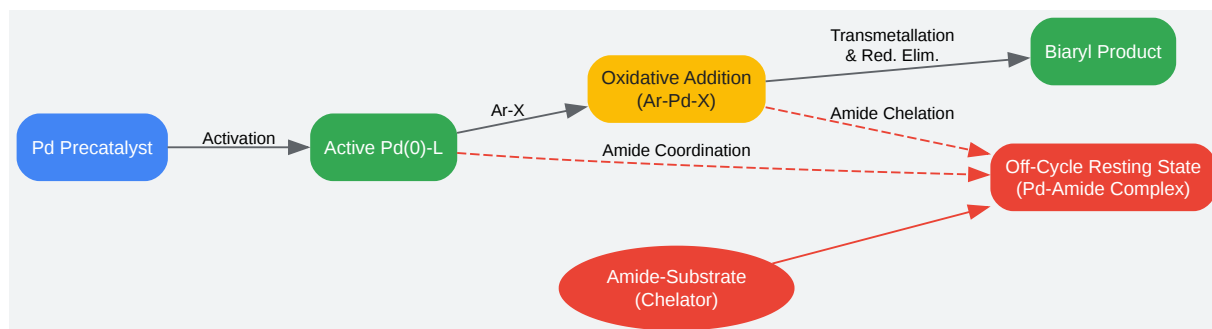 Transmetallation
& Red. Elim.
Biaryl Product
Oxidative Addition
(Ar-Pd-X)
Ar-X
Amide Chelation
Pd Precatalyst
Activation
Active Pd(0)-L
Amide Coordination
Off-Cycle Resting State
(Pd-Amide Complex)
Amide-Substrate
(Chelator)